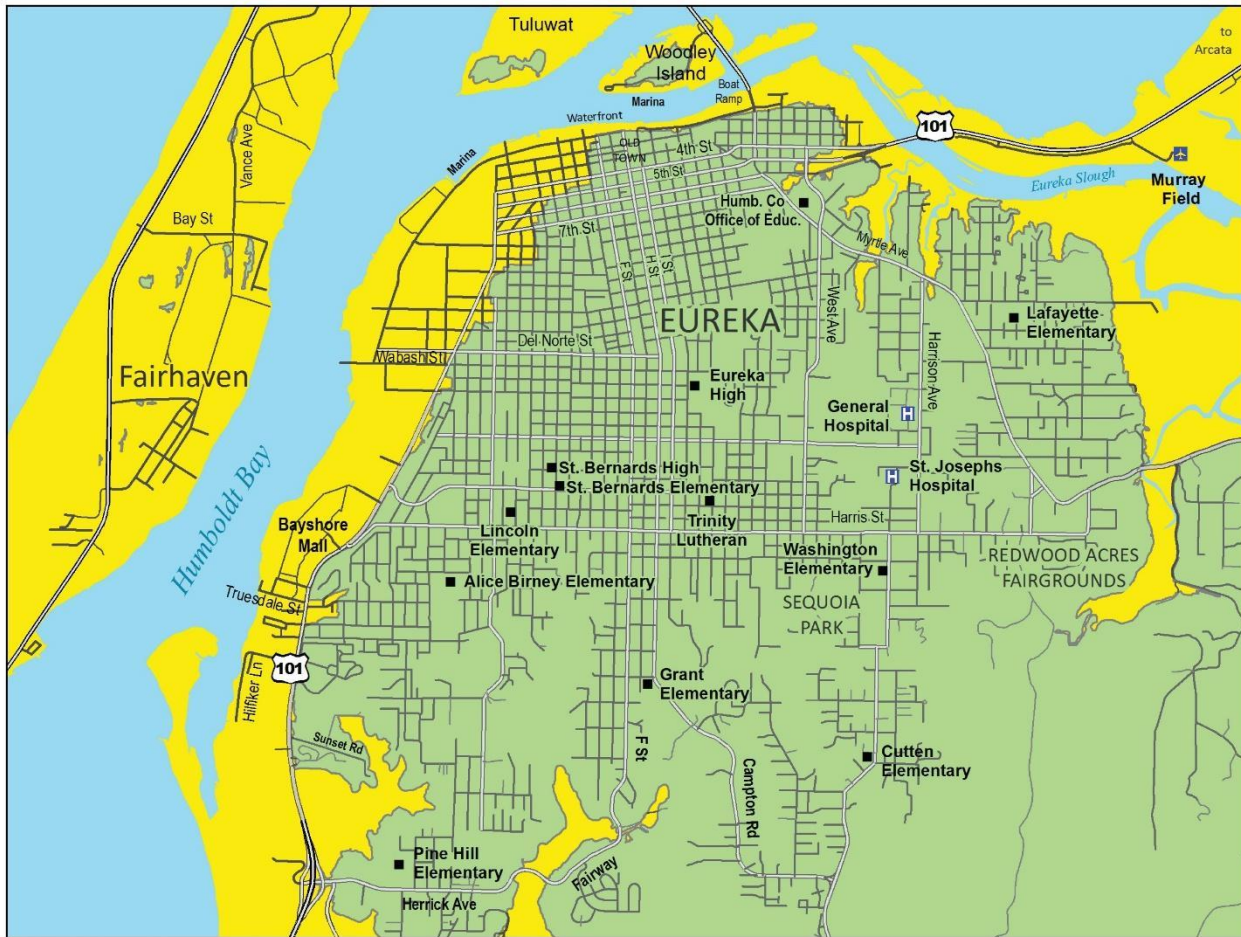 Tuluwat
Woodley
Island
to
Arcata
Boat
Ramp
Marina
Waterfront
101
OLD
TOWN
4th St
5th St
Marina
Vance Ave
Murray
Field
Eureka Slough
Humb. Co
Office of Educ.
Bay St
7th St
F St
H St
I St
Myrtle Ave
West Ave
EUREKA
Lafayette
Elementary
Harrison Ave
Del Norte St
Wabash St
Fairhaven
Eureka
High
General
Hospital
H
St. Bernards High
St. Bernards Elementary
St. Josephs
Hospital
H
Humboldt Bay
Bayshore
Mall
Lincoln
Elementary
Trinity
Lutheran
Harris St
Washington
Elementary
REDWOOD ACRES
FAIRGROUNDS
Alice Birney Elementary
Truesdale St
SEQUOIA
PARK
101
Hilfiker Ln
Grant
Elementary
Sunset Rd
F St
Campton Rd
Cutten
Elementary
Pine Hill
Elementary
Fairway
Herrick Ave